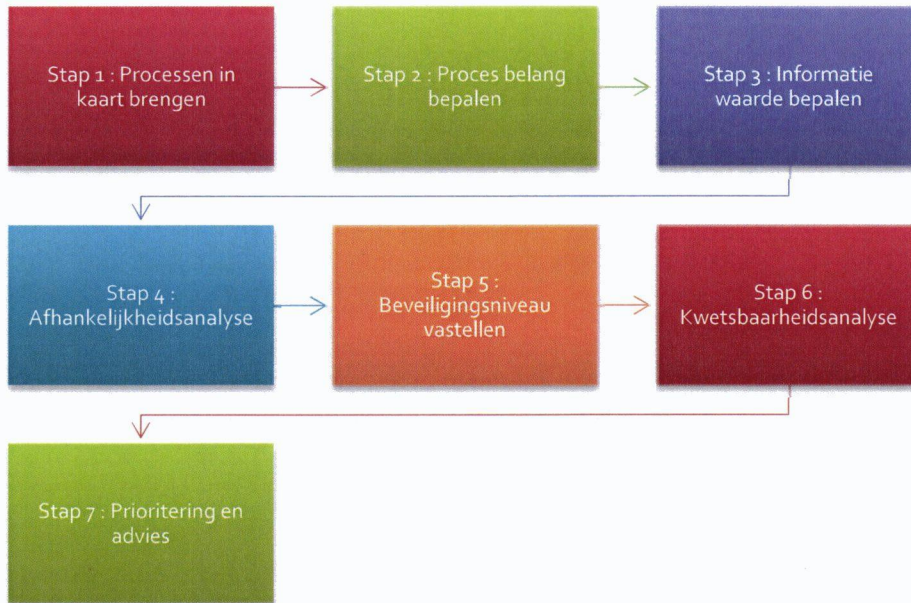 Stap 1 : Processen in
kaart brengen
Stap 2 : Proces belang
bepalen
Stap 3 : Informatie
waarde bepalen
Stap 4 :
Afhankelijkheidsanalyse
Stap 5 :
Beveiligingsniveau
vastellen
Stap 6 :
Kwetsbaarheidsanalyse
Stap 7 : Prioritering en
advies